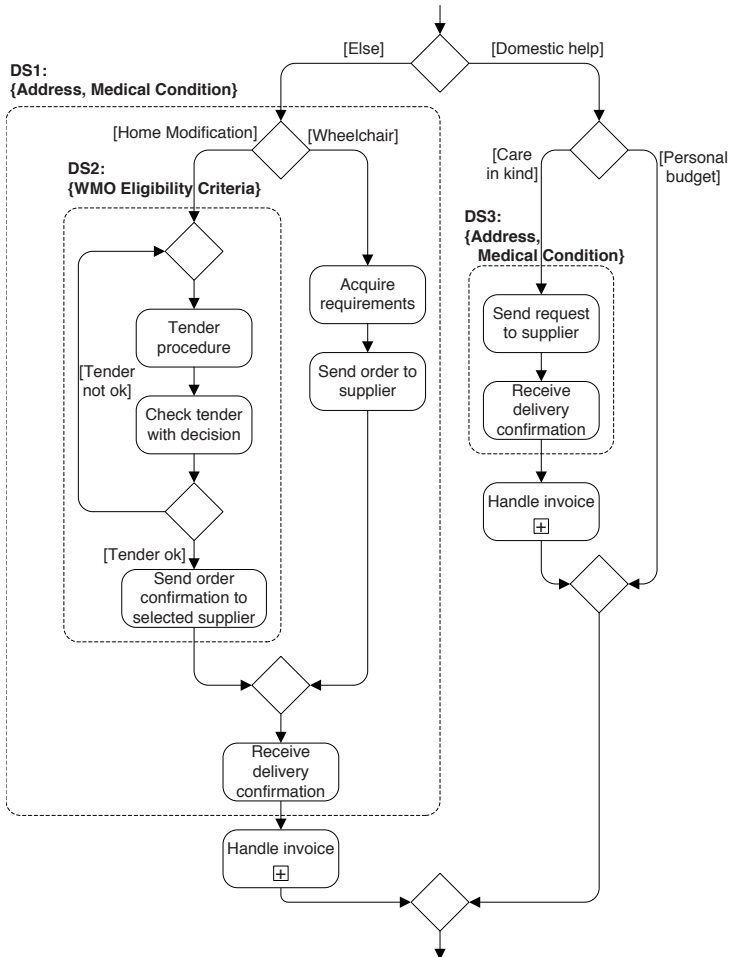 [Else]
[Domestic help]
DS1:
{Address, Medical Condition}
[Home Modification]
[Wheelchair]
[Care
in kind]
[Personal
budget]
DS2:
{WMO Eligibility Criteria}
DS3:
{Address,
Medical Condition}
Acquire
requirements
Send request
to supplier
Tender
procedure
[Tender
not ok]
Send order to
supplier
Receive
delivery
confirmation
Check tender
with decision
Handle invoice
[Tender ok]
Send order
confirmation to
selected supplier
Receive
delivery
confirmation
Handle invoice